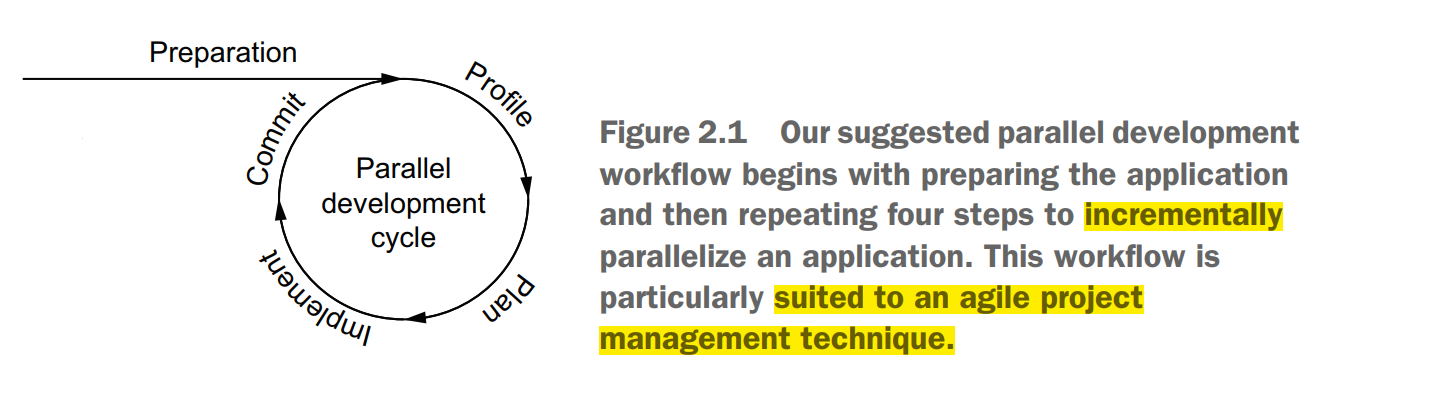 Preparation
Profile
Commit
Parallel
development
cycle
Implement
Plan
Figure 2.1 Our suggested parallel development
workflow begins with preparing the application
and then repeating four steps to incrementally
parallelize an application. This workflow is
particularly suited to an agile project
management technique.